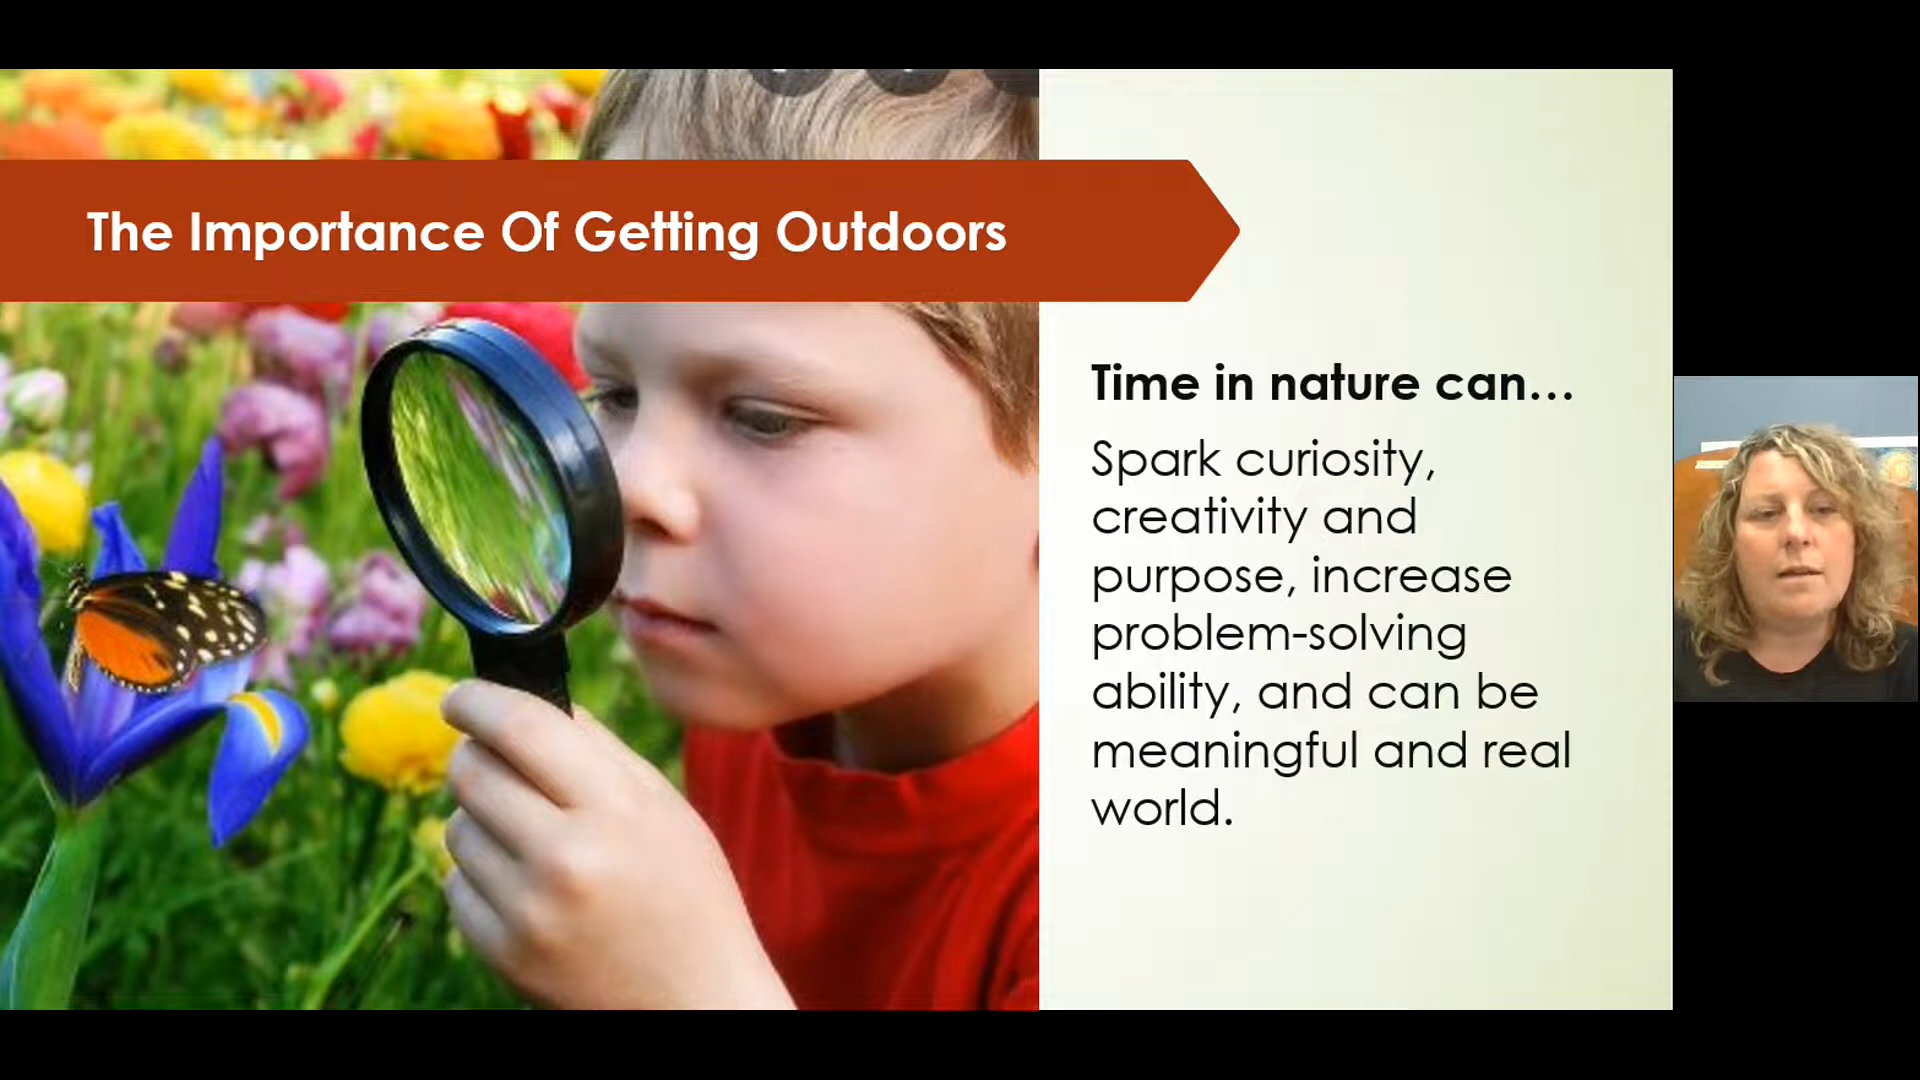 The Importance Of Getting Outdoors
Time in nature can...
Spark curiosity,
creativity and
purpose, increase
problem-solving
ability, and can be
meaningful and real
world.